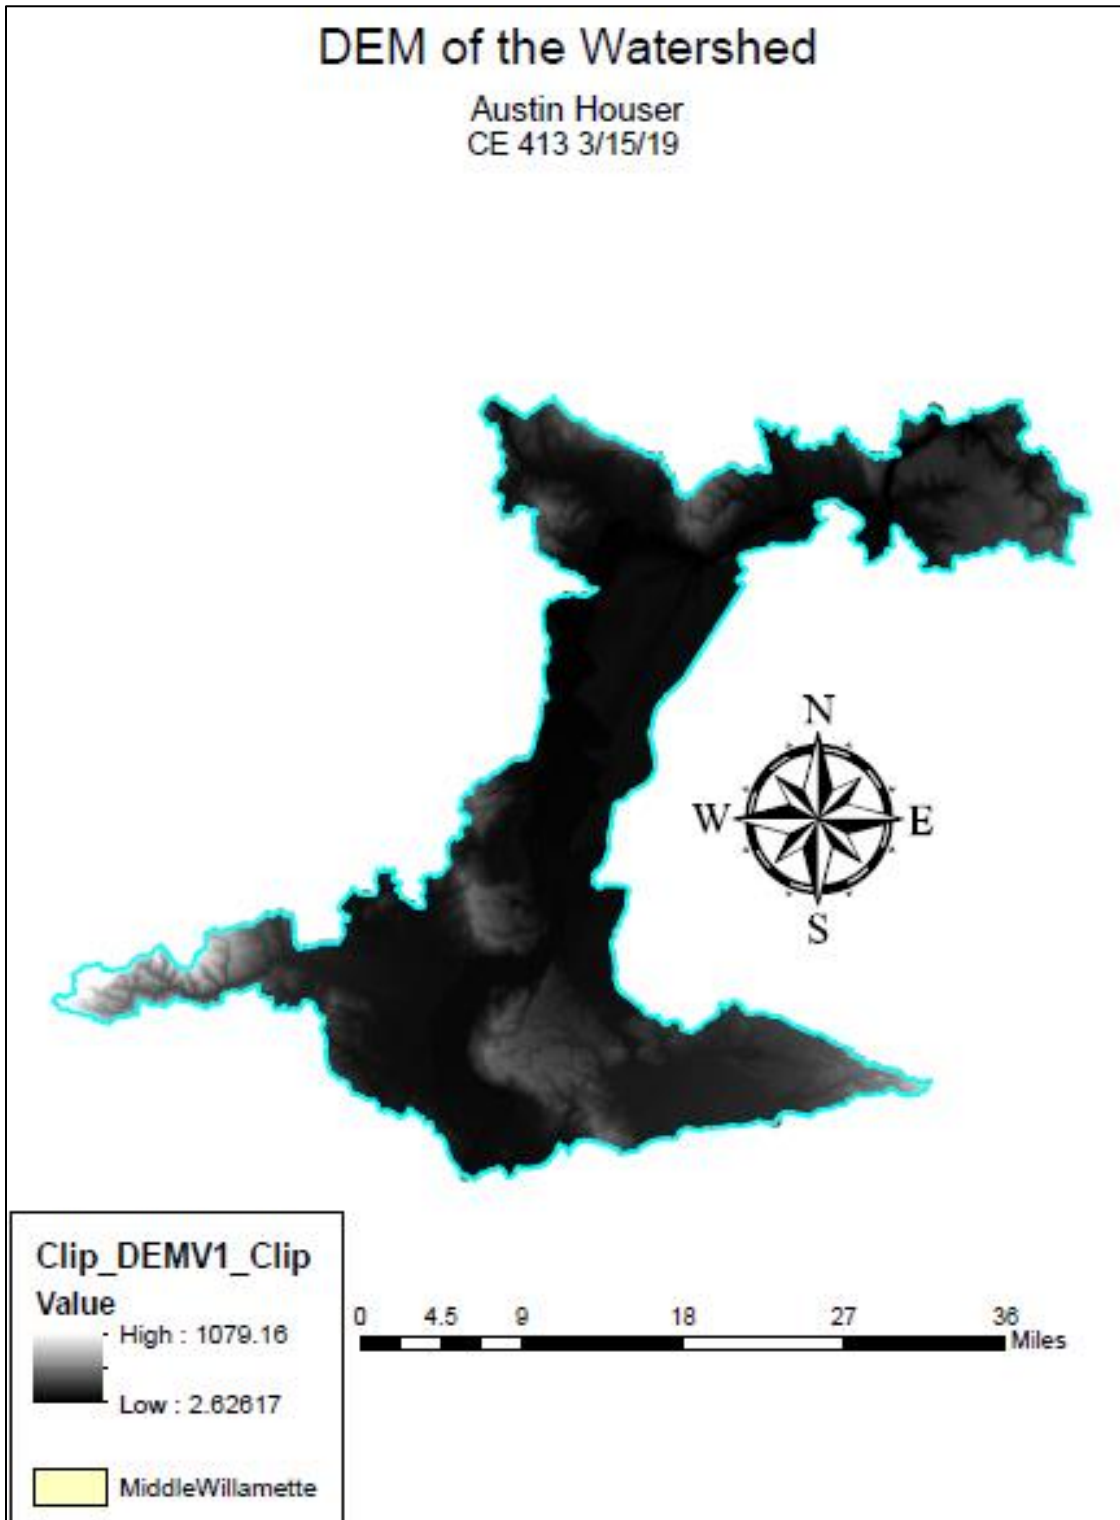 DEM of the Watershed
Austin Houser
CE 413 3/15/19
N
W E
S
Clip_DEMV1_Clip
Value
High : 1079.16
Low : 2.62617
MiddleWillamette
0 4.5 9 18 27 36
Miles